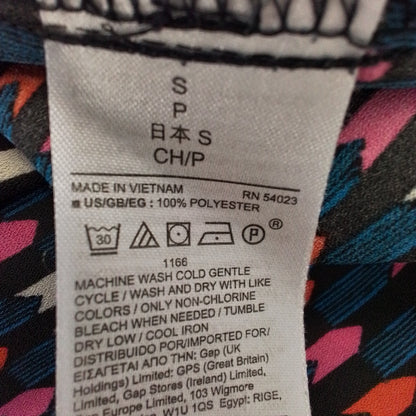 T
S
P
日本 S
CH/P
MADE IN VIETNAM RN 54023
■ US/GB/EG : 100% POLYESTER
30 P ®
1166
MACHINE WASH COLD GENTLE
CYCLE / WASH AND DRY WITH LIKE
COLORS / ONLY NON-CHLORINE
BLEACH WHEN NEEDED / TUMBLE
DRY LOW / COOL IRON
DISTRIBUTED FOR/IMPORTED FOR/
ΕΙΣΑΓΕΤΑΙ ΑΠΟ ΤΗΝ: Gap (UK
Holdings) Limited: GPS (Great Britain)
Limited, Gap Stores (Ireland) Limited,
Europe Limited, 103 Wigmore
W1U 1QS Egypt: RIGE,